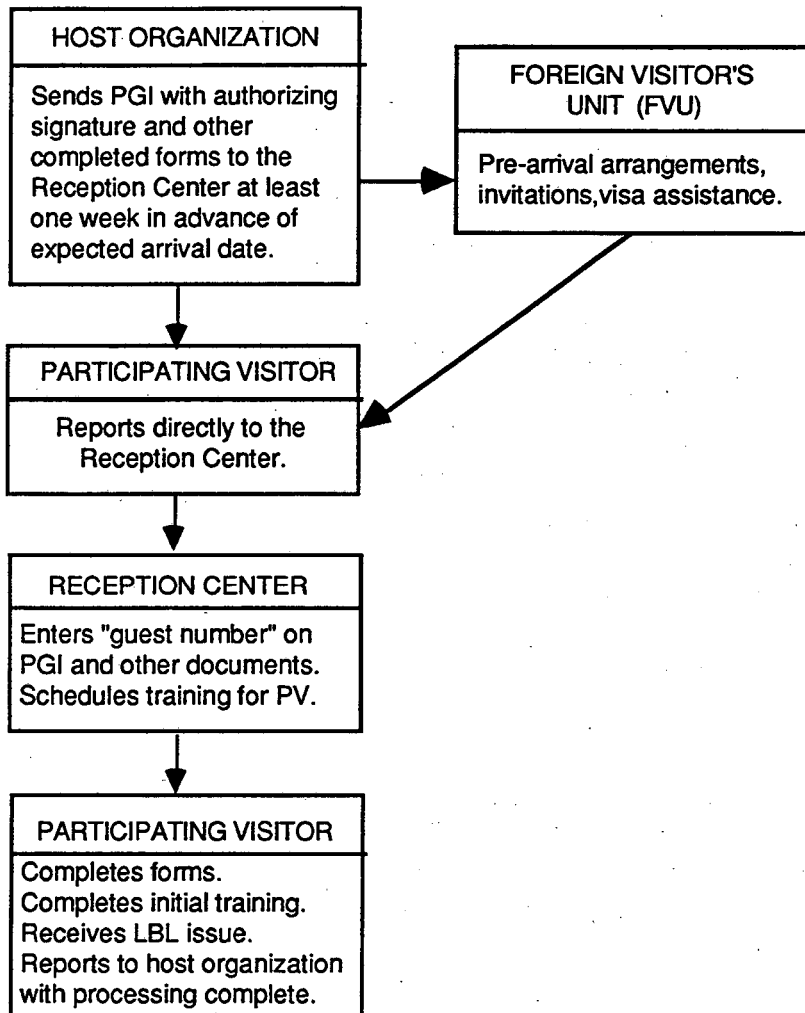 HOST ORGANIZATION
Sends PGI with authorizing
signature and other
completed forms to the
Reception Center at least
one week in advance of
expected arrival date.
FOREIGN VISITOR'S
UNIT (FVU)
Pre-arrival arrangements,
invitations,visa assistance.
PARTICIPATING VISITOR
Reports directly to the
Reception Center.
RECEPTION CENTER
Enters "guest number" on
PGI and other documents.
Schedules training for PV.
PARTICIPATING VISITOR
Completes forms.
Completes initial training.
Receives LBL issue.
Reports to host organization
with processing complete.